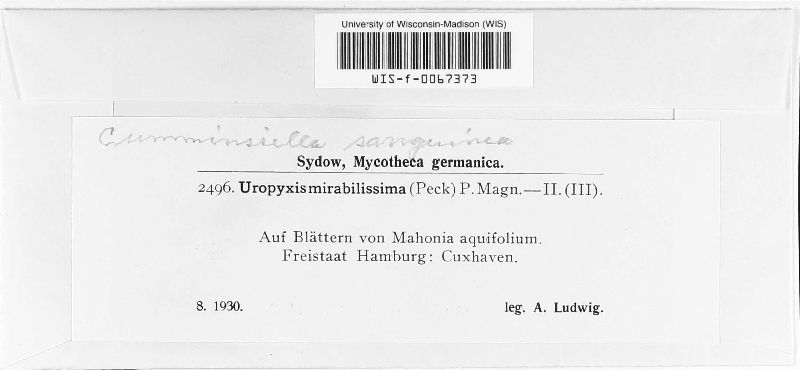 University of Wisconsin-Madison (WIS)
WIS-f-0067373
Cumminsiella sanguinea
Sydow, Mycotheca germanica.
2496. Uropyxis mirabilissima (Peck) P. Magn.—II. (III).
Auf Blättern von Mahonia aquifolium.
Freistaat Hamburg: Cuxhaven.
8. 1930. leg. A. Ludwig.